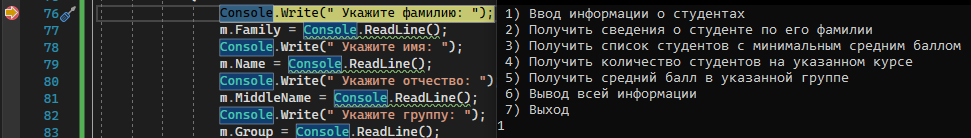 76 Console.Write(" Укажите фамилию: ");
77 m.Family = Console.ReadLine();
78 Console.Write(" Укажите имя: ");
79 m.Name = Console.ReadLine();
80 Console.Write(" Укажите отчество: ")
81 m.MiddleName = Console.ReadLine();
82 Console.Write(" Укажите группу: ");
83 m.Group = Console.ReadLine();
1) Ввод информации о студентах
2) Получить сведения о студенте по его фамилии
3) Получить список студентов с минимальным средним баллом
4) Получить количество студентов на указанном курсе
5) Получить средний балл в указанной группе
6) Вывод всей информации
7) Выход
1